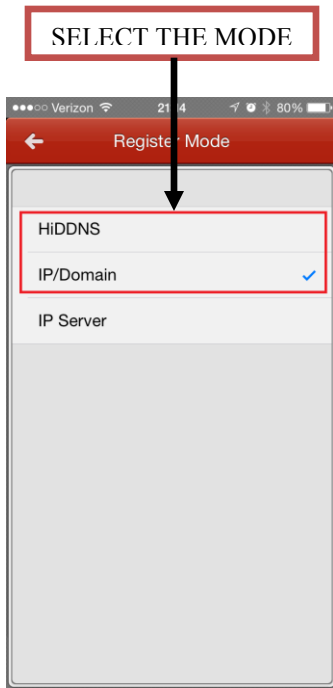 SELECT THE MODE
Verizon 80%
Register Mode
HiDDNS
IP/Domain
IP Server